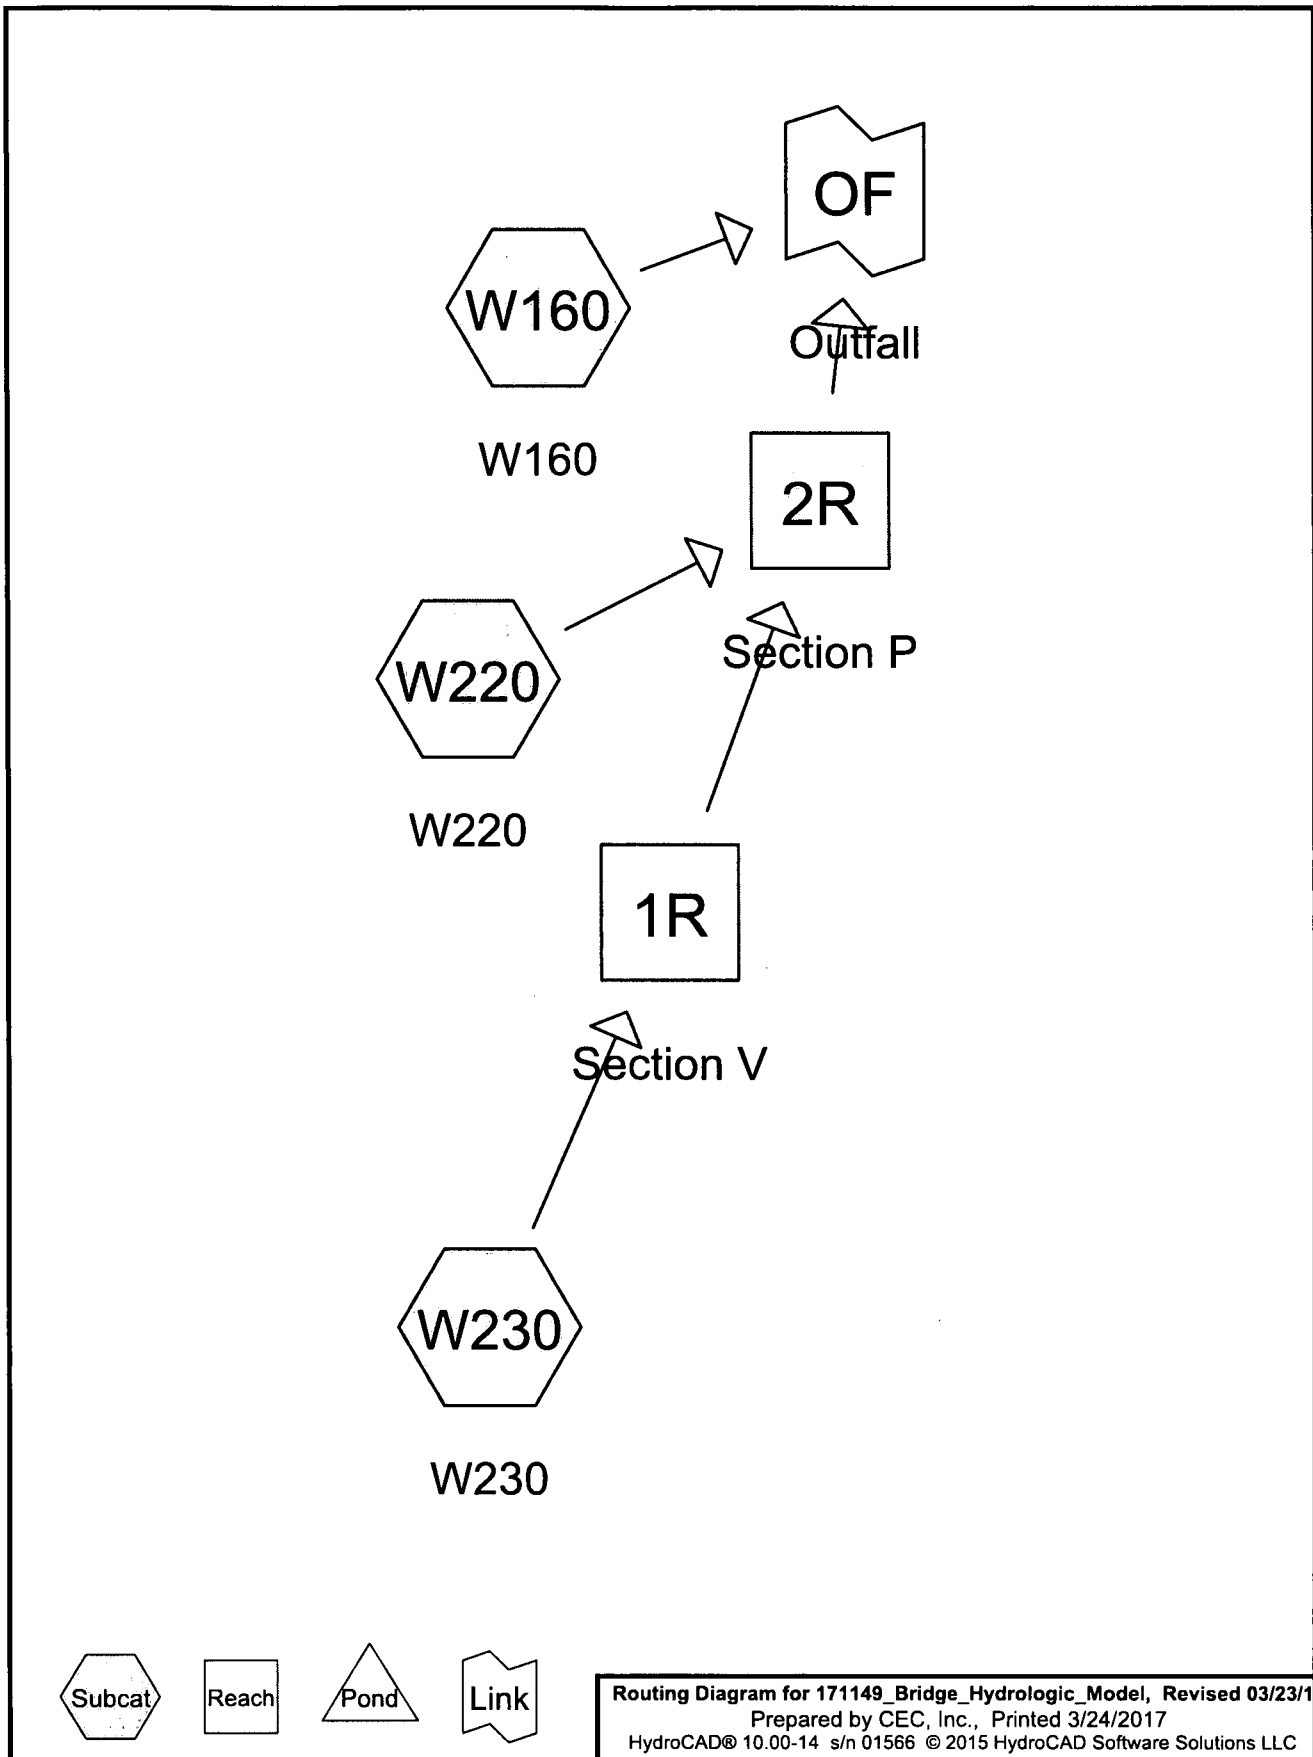 OF
W160
Outfall
W160
2R
Section P
W220
W220
1R
Section V
W230
W230
Subcat
Reach
Pond
Link
Routing Diagram for 171149_Bridge_Hydrologic_Model, Revised 03/23/1
Prepared by CEC, Inc., Printed 3/24/2017
HydroCAD® 10.00-14 s/n 01566 © 2015 HydroCAD Software Solutions LLC